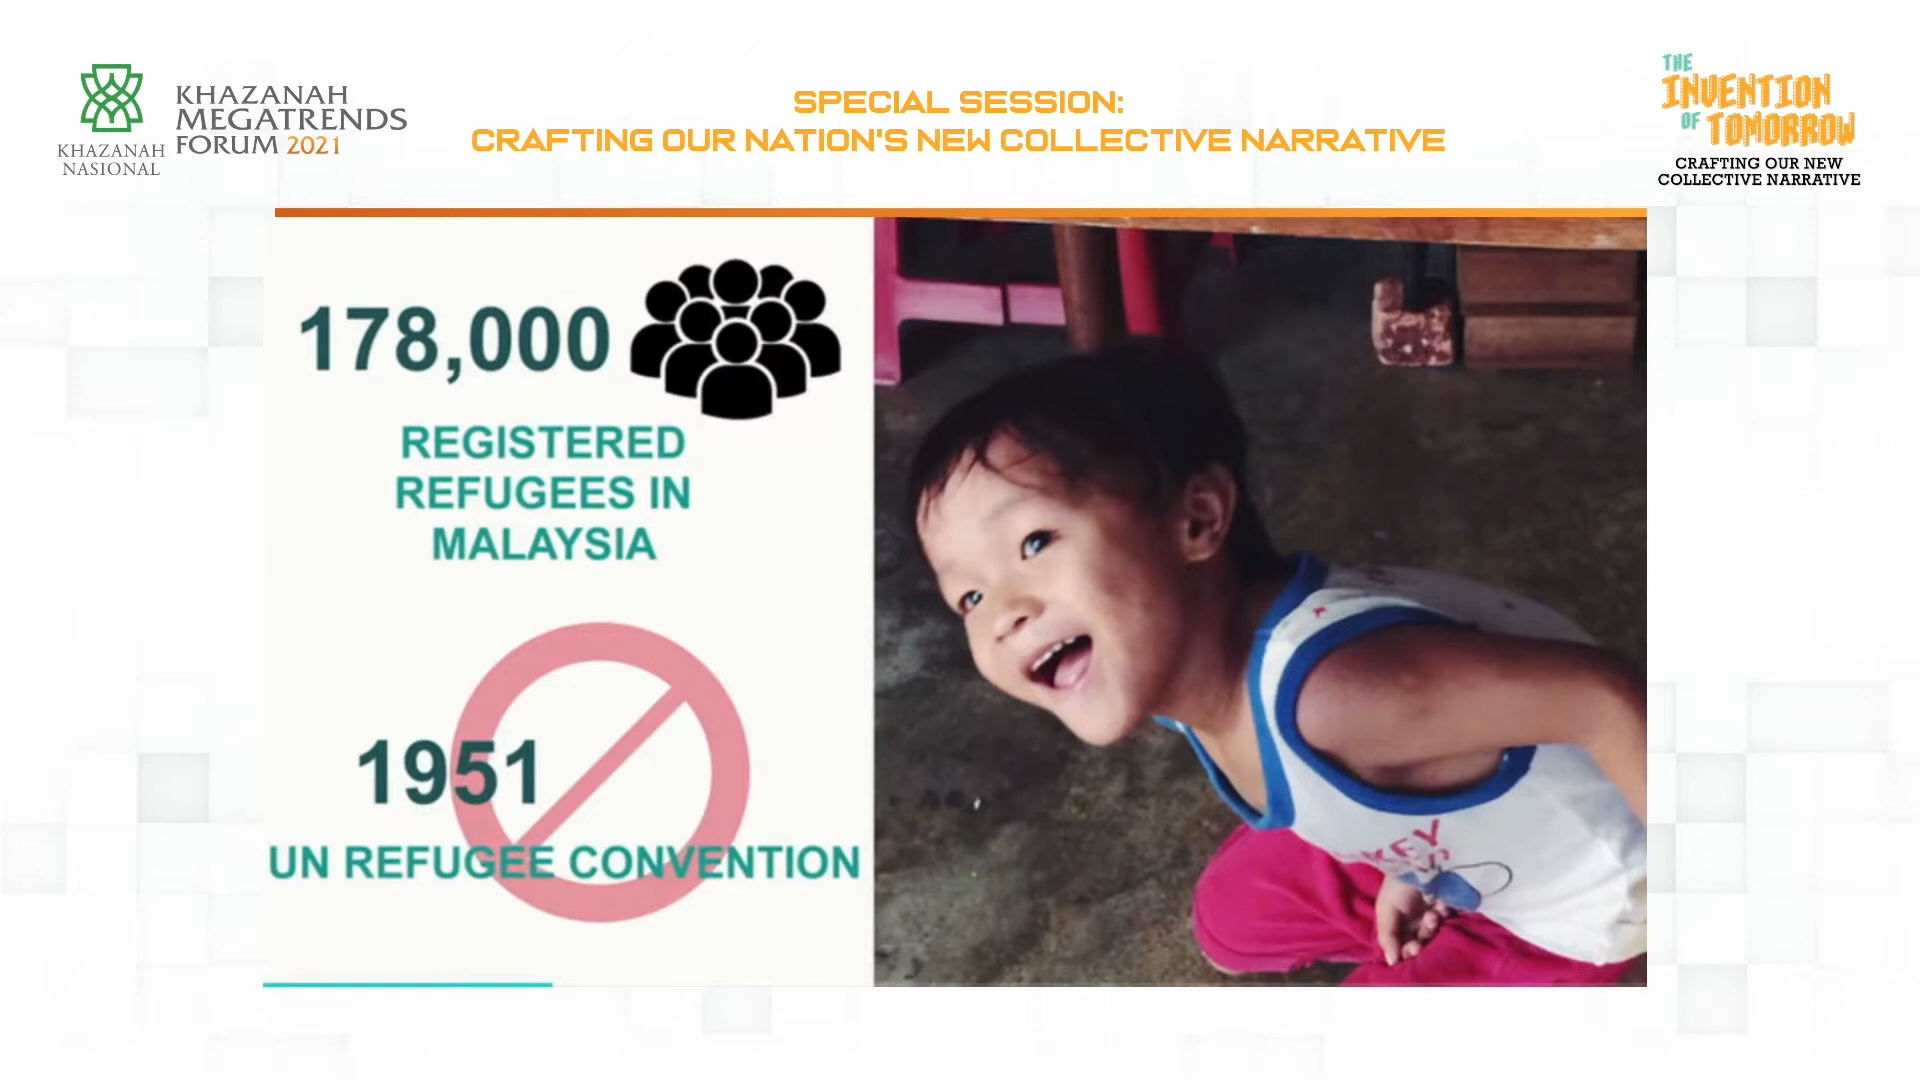 KHAZANAH
NASIONAL
KHAZANAH
MEGATRENDS
FORUM 2021
SPECIAL SESSION:
CRAFTING OUR NATION'S NEW COLLECTIVE NARRATIVE
THE
INVENTION
OF
TOMORROW
CRAFTING OUR NEW
COLLECTIVE NARRATIVE
178,000
REGISTERED
REFUGEES IN
MALAYSIA
1951
UN REFUGEE CONVENTION